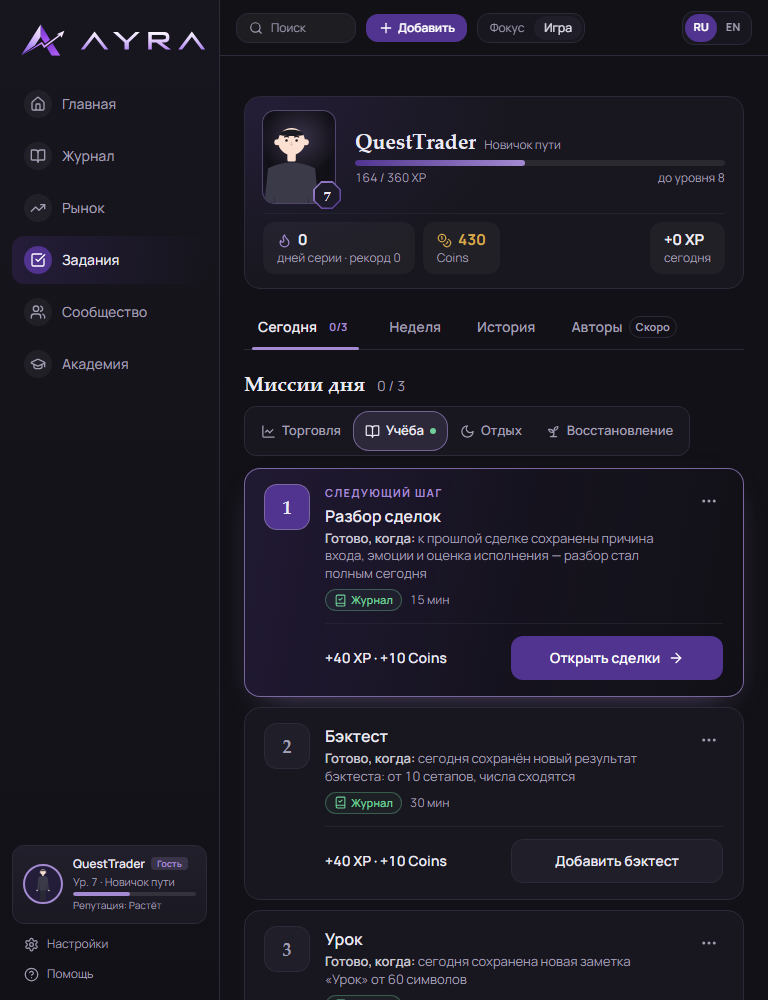 AYRA
Поиск
Добавить
Фокус
Игра
RU
EN
Главная
Журнал
Рынок
Задания
Сообщество
Академия
QuestTrader
Гость
Ур. 7 · Новичок пути
Репутация: Растёт
Настройки
Помощь
7
QuestTrader Новичок пути
164 / 360 XP
до уровня 8
0
дней серии · рекорд 0
430
Coins
+0 XP
сегодня
Сегодня 0/3
Неделя
История
Авторы Скоро
Миссии дня 0 / 3
Торговля
Учёба
Отдых
Восстановление
1
СЛЕДУЮЩИЙ ШАГ
Разбор сделок
Готово, когда: к прошлой сделке сохранены причина
входа, эмоции и оценка исполнения — разбор стал
полным сегодня
Журнал 15 мин
+40 XP · +10 Coins
Открыть сделки →
2
Бэктест
Готово, когда: сегодня сохранён новый результат
бэктеста: от 10 сетапов, числа сходятся
Журнал 30 мин
+40 XP · +10 Coins
Добавить бэктест
3
Урок
Готово, когда: сегодня сохранена новая заметка
«Урок» от 60 символов